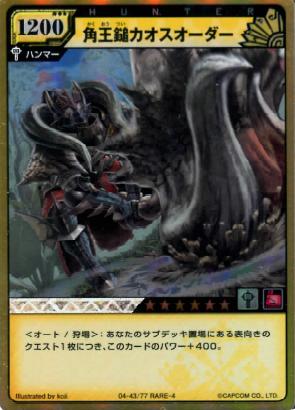 HUNTER
1200
かくおうつい
角王鎚カオスオーダー
ハンマー
＜オート / 狩場＞：あなたのサブデッキ置場にある表向きの
クエスト1枚につき、このカードのパワー+400。
Illustrated by koji
04-43/77 RARE-4
©CAPCOM CO., LTD.